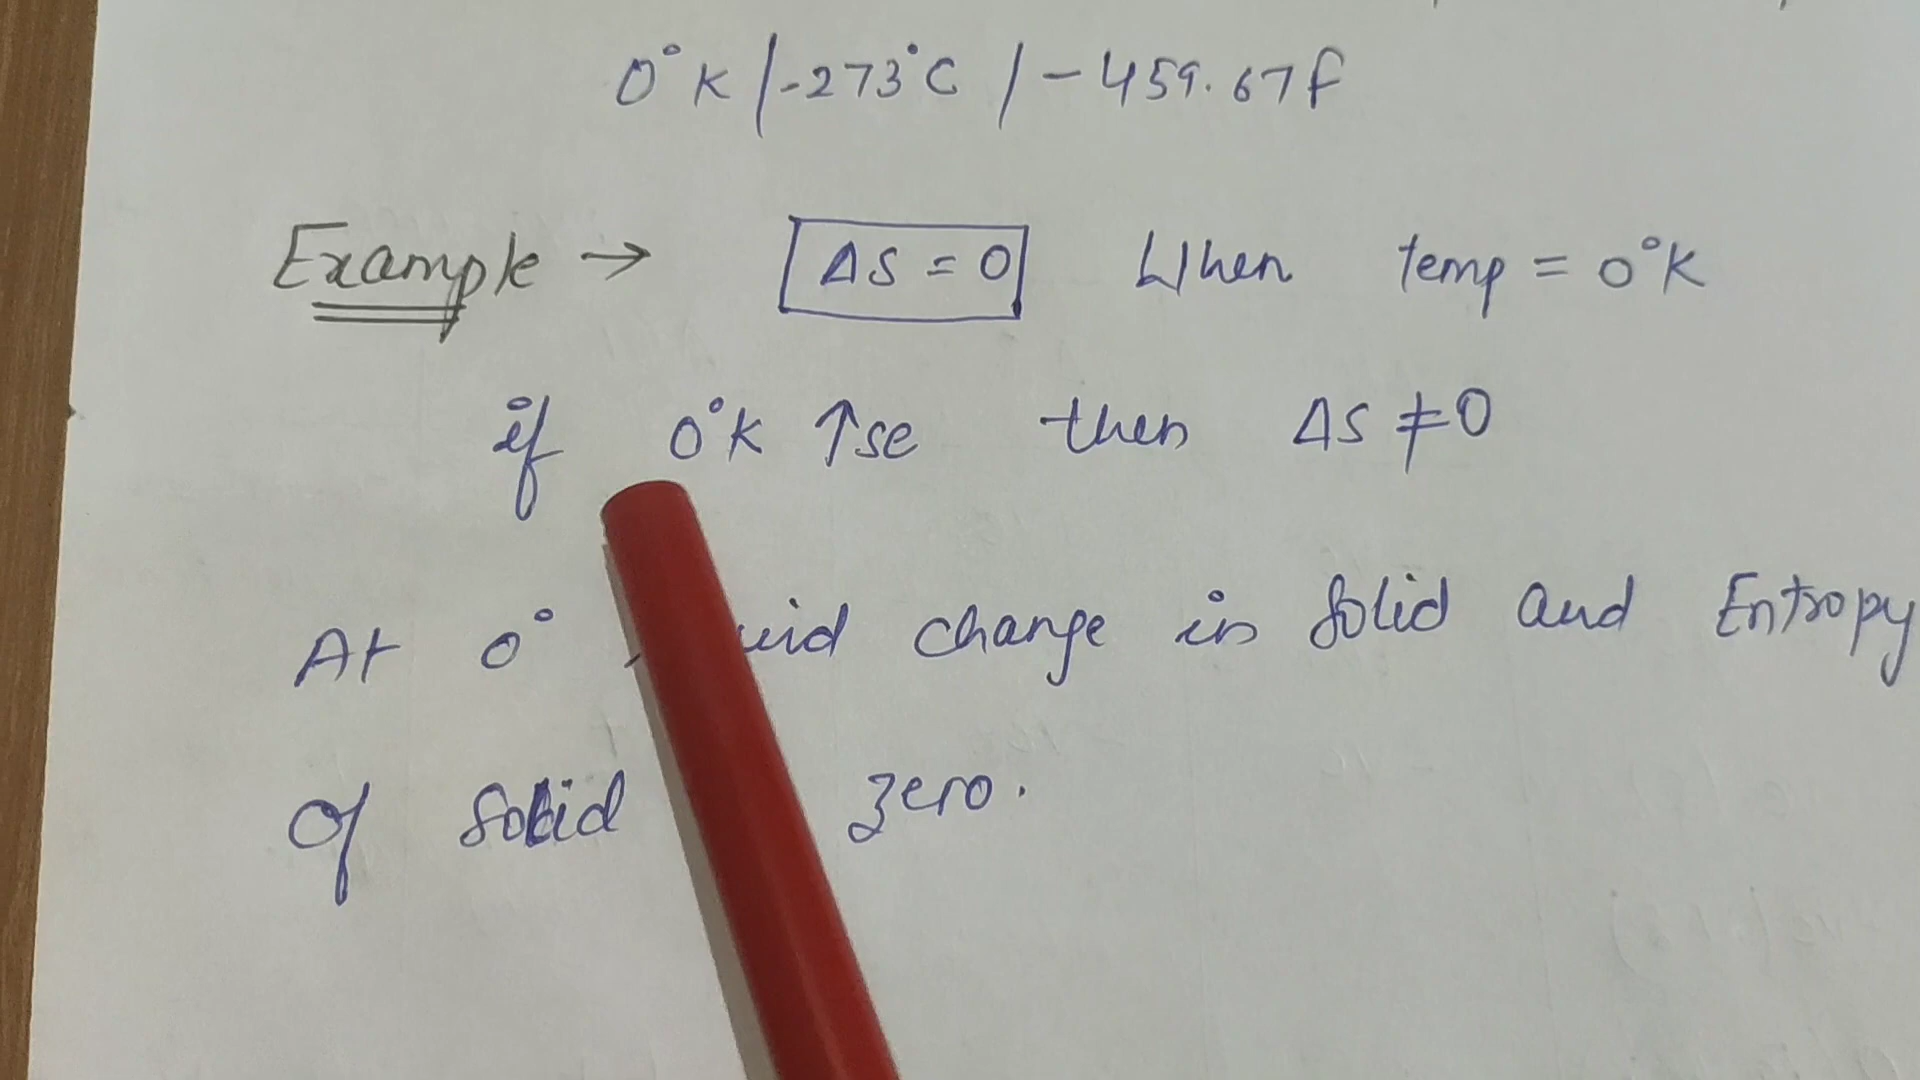 0°K / -273°C / -459.67F
Example → ΔS = 0 When temp = 0°K
if 0°K ↑se then ΔS ≠ 0
At 0° change in Solid and Entropy
of Solid zero.